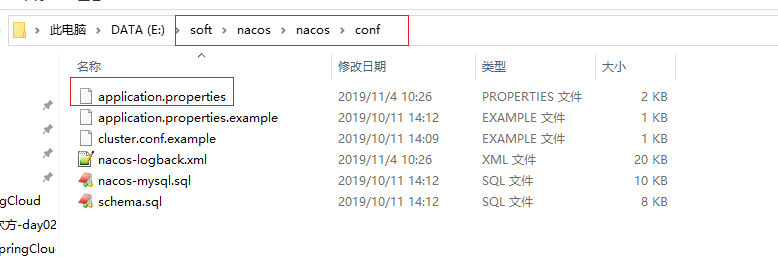 此电脑 > DATA (E:) > soft > nacos > nacos > conf
名称 修改日期 类型 大小
application.properties 2019/11/4 10:26 PROPERTIES 文件 2 KB
application.properties.example 2019/10/11 14:12 EXAMPLE 文件 1 KB
cluster.conf.example 2019/10/11 14:09 EXAMPLE 文件 1 KB
nacos-logback.xml 2019/11/4 10:26 XML 文件 20 KB
nacos-mysql.sql 2019/10/11 14:12 SQL 文件 10 KB
schema.sql 2019/10/11 14:12 SQL 文件 8 KB
ngCloud
次方-day02
SpringCloud